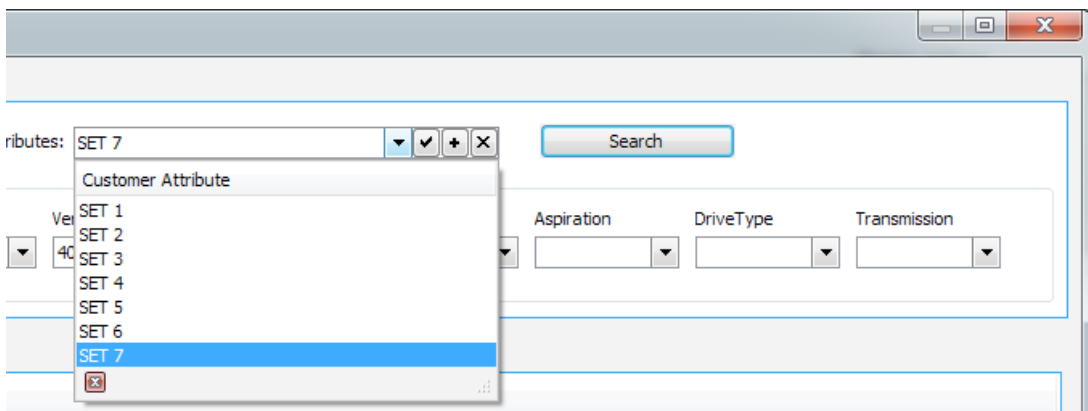 ributes: SET 7 Search
Customer Attribute
SET 1
SET 2
SET 3
SET 4
SET 5
SET 6
SET 7
Ve Aspiration DriveType Transmission
40